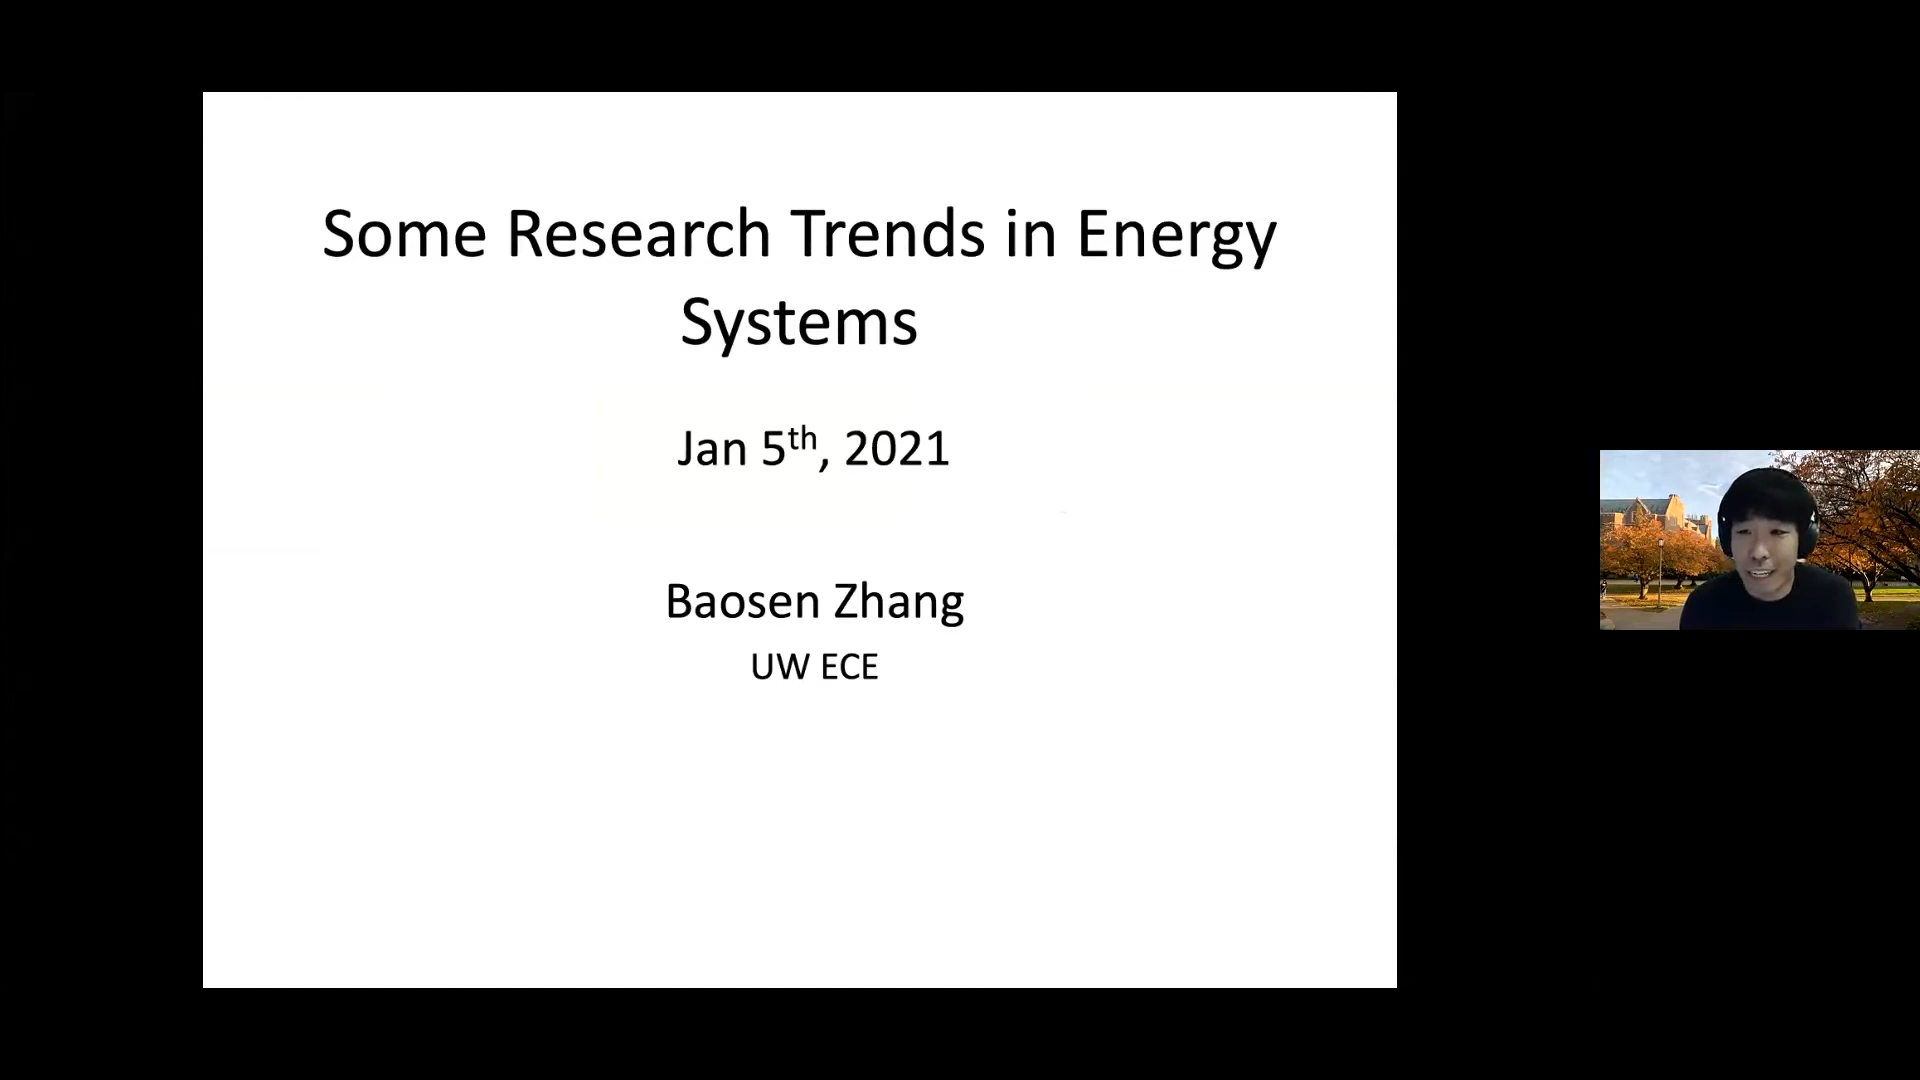 Some Research Trends in Energy
Systems
Jan 5th, 2021
Baosen Zhang
UW ECE